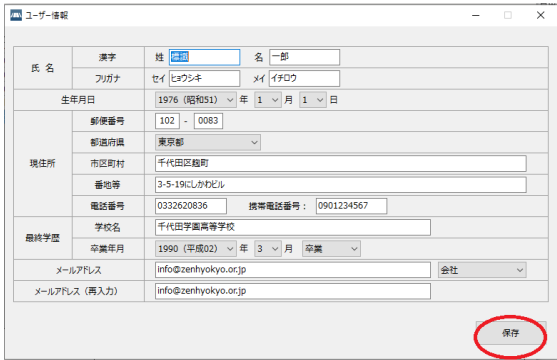 ユーザー情報
氏 名
漢字 姓 標識 名 一郎
フリガナ セイ ヒョウシキ メイ イチロウ
生年月日 1976 (昭和51) 年 1 月 1 日
現住所
郵便番号 102 - 0083
都道府県 東京都
市区町村 千代田区麹町
番地等 3-5-19にしかわビル
電話番号 0332620836 携帯電話番号： 0901234567
最終学歴
学校名 千代田学園高等学校
卒業年月 1990 (平成02) 年 3 月 卒業
メールアドレス info@zenhyokyo.or.jp 会社
メールアドレス（再入力） info@zenhyokyo.or.jp
保存